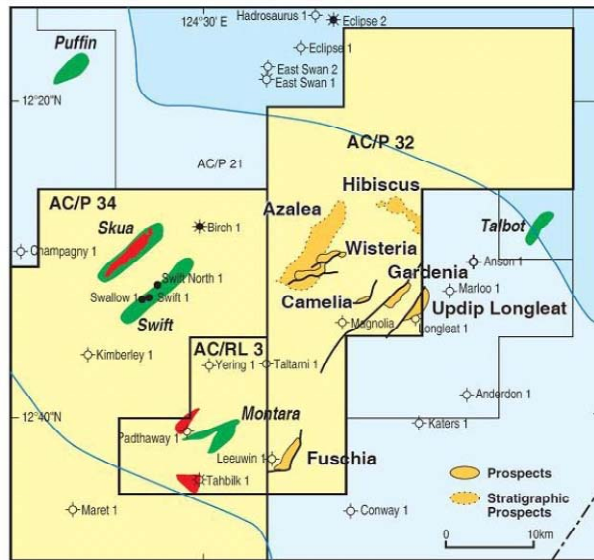 124°30' E
Hadrosaurus 1
Eclipse 2
Puffin
Eclipse 1
East Swan 2
East Swan 1
12°20"N
AC/P 32
AC/P 21
AC/P 34
Hibiscus
Azalea
Skua
Birch 1
Talbot
Champagny 1
Wisteria
Anson 1
Gardenia
Swift North 1
Marloo 1
Swallow 1
Swift 1
Camelia
Updip Longleat
Swift
Magnolia
Longleat 1
AC/RL 3
Kimberley 1
Yering 1
Taltarni 1
Anderdon 1
12°40"N
Montara
Katers 1
Padthaway 1
Leeuwin 1
Fuschia
Prospects
Tahbilk 1
Stratigraphic
Prospects
Maret 1
Conway 1
0
10km